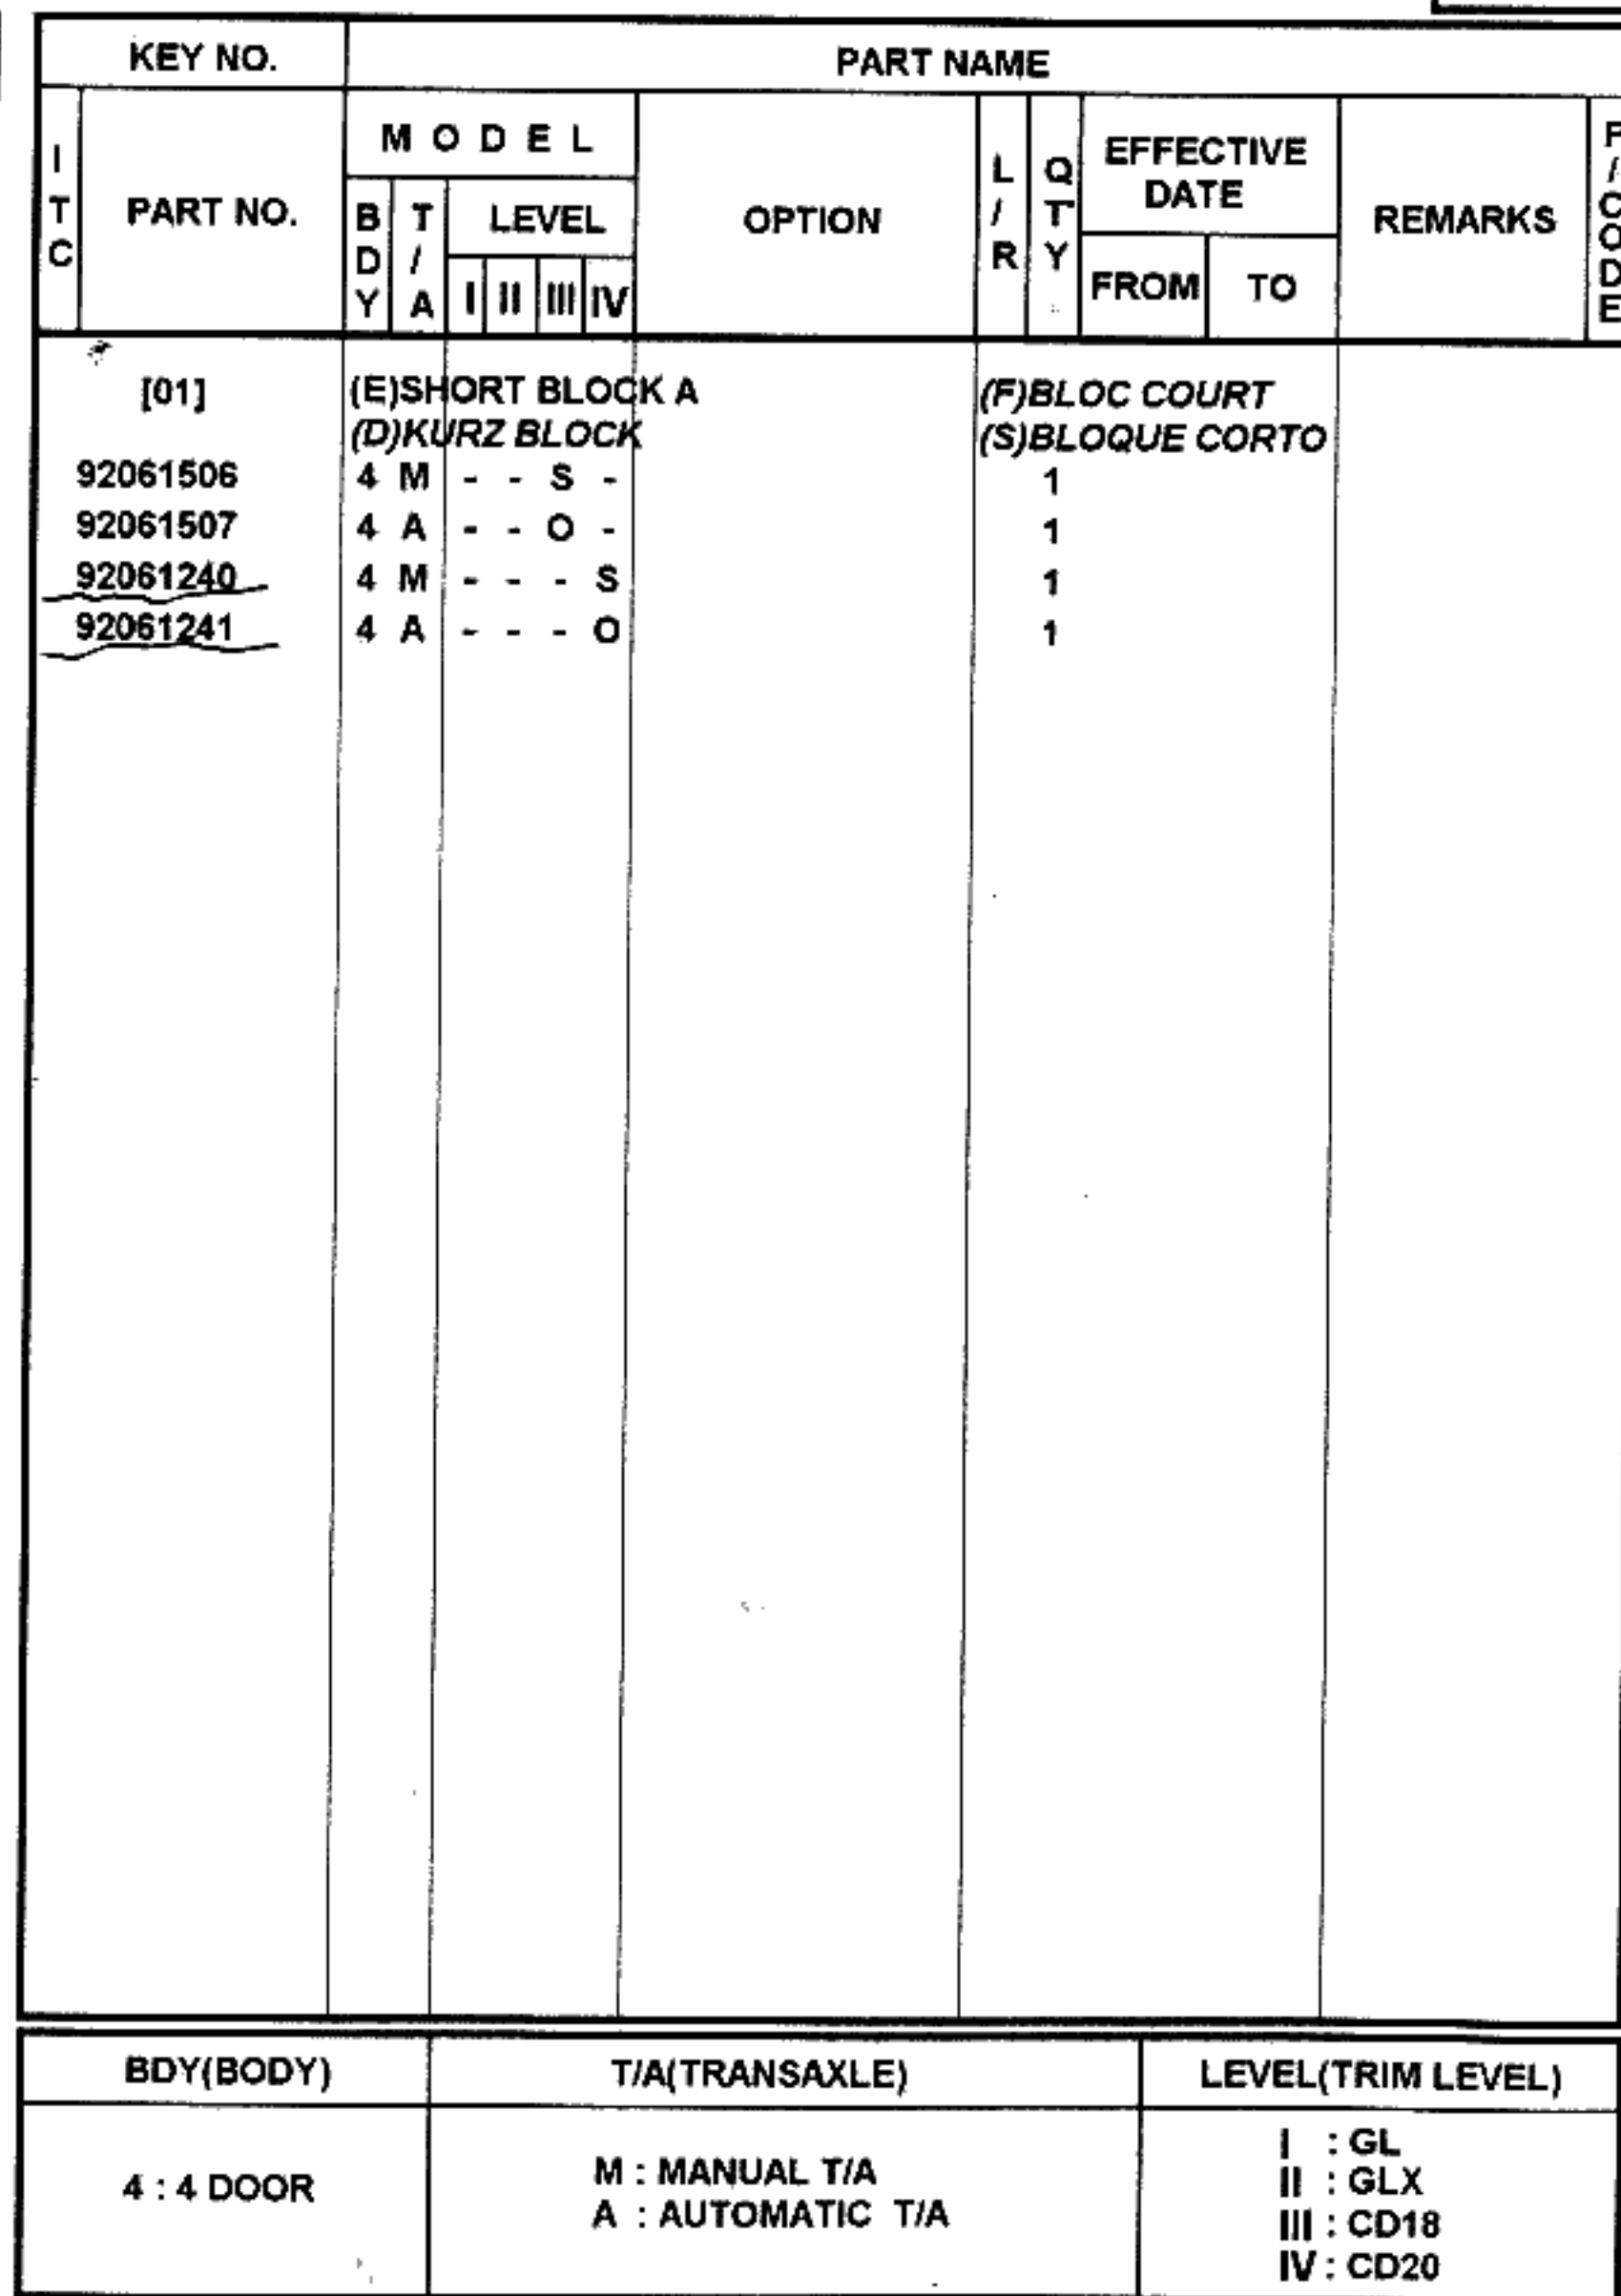 KEY NO. PART NAME
ITC PART NO. MODEL OPTION L/R QTY EFFECTIVE DATE REMARKS P/CODE
BDY T/A LEVEL
I II III IV FROM TO
[01] (E)SHORT BLOCK A (F)BLOC COURT
(D)KURZ BLOCK (S)BLOQUE CORTO
92061506 4 M - - S - 1
92061507 4 A - - O - 1
92061240 4 M - - - S 1
92061241 4 A - - - O 1
BDY(BODY) T/A(TRANSAXLE) LEVEL(TRIM LEVEL)
4 : 4 DOOR
M : MANUAL T/A
A : AUTOMATIC T/A
I : GL
II : GLX
III : CD18
IV : CD20